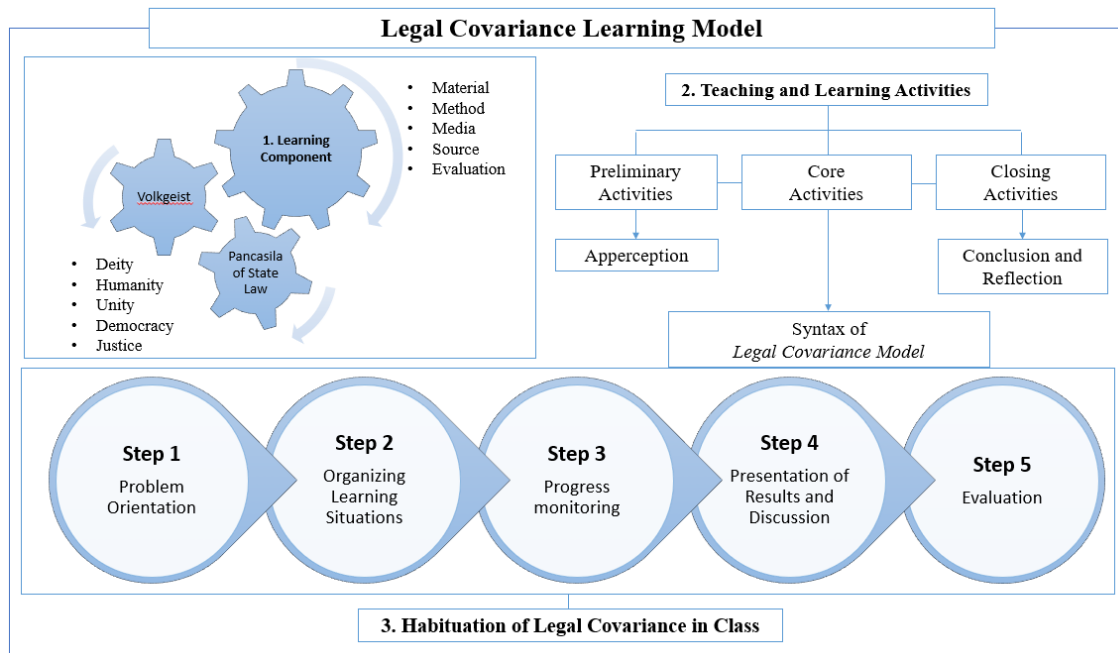 Legal Covariance Learning Model
1. Learning
Component
• Material
• Method
• Media
• Source
• Evaluation
Volkgeist
Pancasila
of State
Law
• Deity
• Humanity
• Unity
• Democracy
• Justice
2. Teaching and Learning Activities
Preliminary
Activities
Core
Activities
Closing
Activities
Apperception
Conclusion and
Reflection
Syntax of
Legal Covariance Model
Step 1
Problem
Orientation
Step 2
Organizing
Learning
Situations
Step 3
Progress
monitoring
Step 4
Presentation of
Results and
Discussion
Step 5
Evaluation
3. Habituation of Legal Covariance in Class